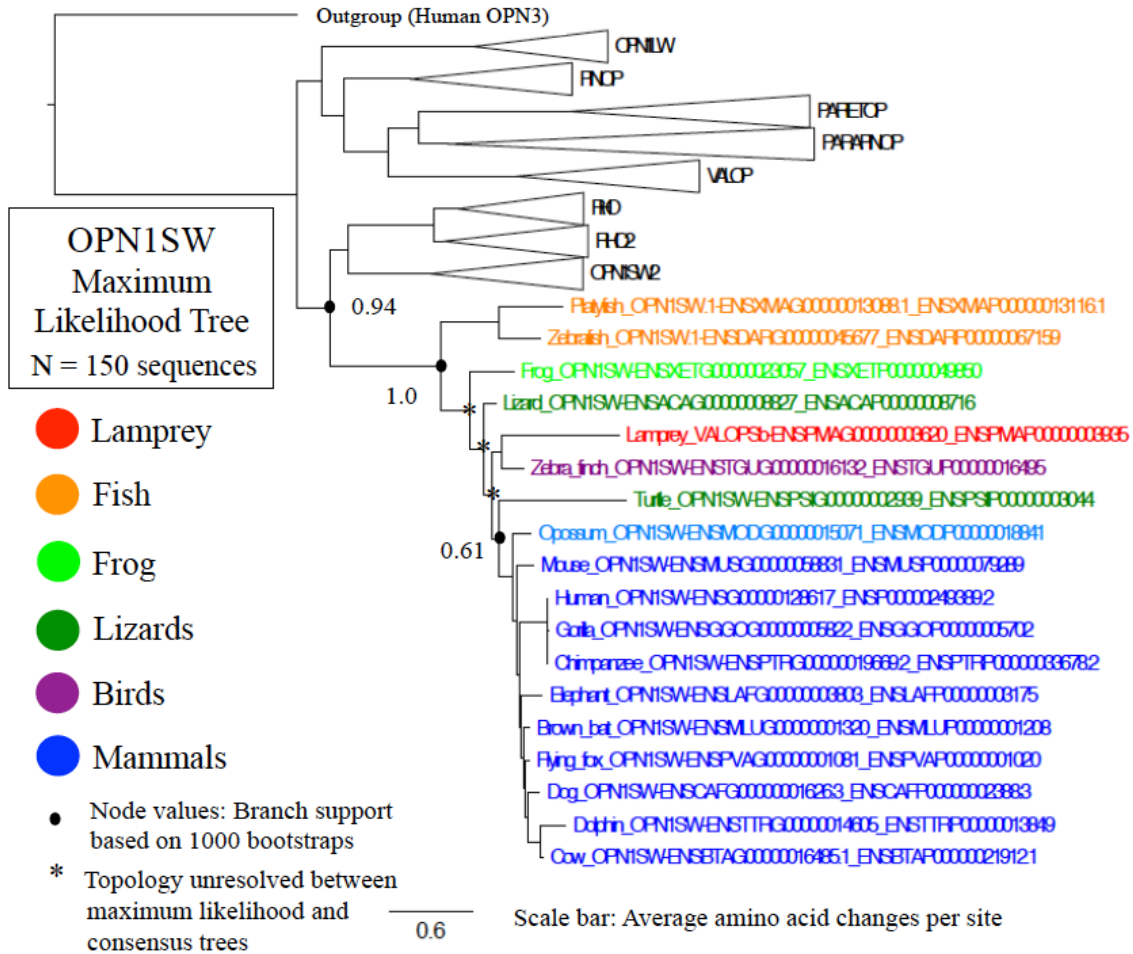 Outgroup (Human OPN3)
OPN1LW
PINOP
PARIETOP
PARAPINOP
VALOP
RHO
RHO2
OPN1SW2
OPN1SW
Maximum
Likelihood Tree
N = 150 sequences
0.94
1.0
0.61
Platyfish_OPN1SW.1-ENSXMAG00000013088.1_ENSXMAP00000013116.1
Zebrafish_OPN1SW.1-ENSDARG00000045677_ENSDARP00000067159
Frog_OPN1SW-ENSXETG00000023057_ENSXETP00000049850
Lizard_OPN1SW-ENSACAG00000008827_ENSACAP00000008716
Lamprey_VALOPSb-ENSPMAG00000003620_ENSPMAP00000003935
Zebra_finch_OPN1SW-ENSTGUG00000016132_ENSTGUP00000016495
Turtle_OPN1SW-ENSPSIG00000002939_ENSPSIP00000003044
Opossum_OPN1SW-ENSMODG00000015071_ENSMODP00000018841
Mouse_OPN1SW-ENSMUSG00000058831_ENSMUSP00000079289
Human_OPN1SW-ENSG00000128617_ENSP00000249389.2
Gorilla_OPN1SW-ENSGGOG00000005822_ENSGGOP00000005702
Chimpanzee_OPN1SW-ENSPTRG00000019669.2_ENSPTRP00000033678.2
Elephant_OPN1SW-ENSLAFG00000003803_ENSLAFP00000003175
Brown_bat_OPN1SW-ENSMLUG00000001320_ENSMLUP00000001208
Flying_fox_OPN1SW-ENSPVAG00000001081_ENSPVAP00000001020
Dog_OPN1SW-ENSCAFG00000001626.3_ENSCAFP00000002388.3
Dolphin_OPN1SW-ENSTTRG00000014605_ENSTTRP00000013849
Cow_OPN1SW-ENSBTAG00000016485.1_ENSBTAP00000021912.1
Lamprey
Fish
Frog
Lizards
Birds
Mammals
Node values: Branch support
based on 1000 bootstraps
* Topology unresolved between
maximum likelihood and
consensus trees
0.6
Scale bar: Average amino acid changes per site